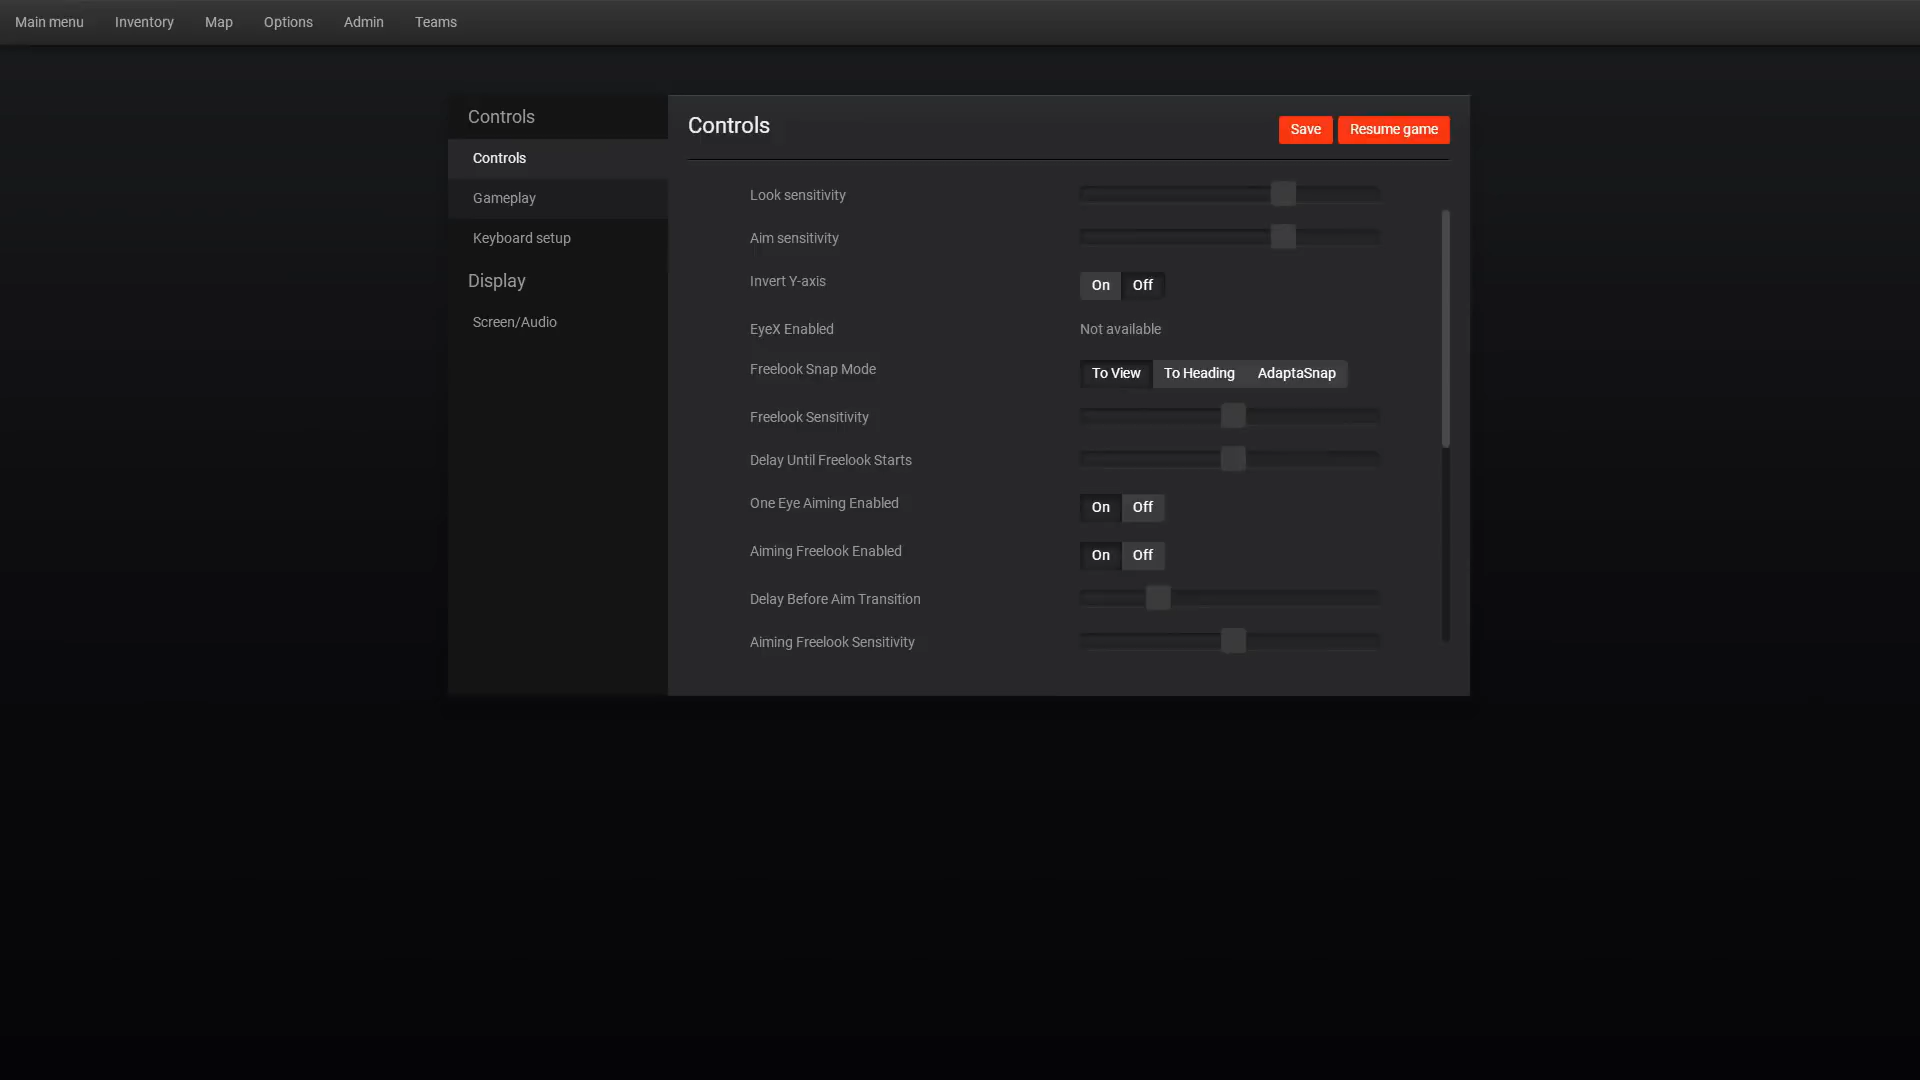 Main menu Inventory Map Options Admin Teams
Controls
Controls
Gameplay
Keyboard setup
Display
Screen/Audio
Controls
Save Resume game
Look sensitivity
Aim sensitivity
Invert Y-axis On Off
EyeX Enabled Not available
Freelook Snap Mode To View To Heading AdaptaSnap
Freelook Sensitivity
Delay Until Freelook Starts
One Eye Aiming Enabled On Off
Aiming Freelook Enabled On Off
Delay Before Aim Transition
Aiming Freelook Sensitivity